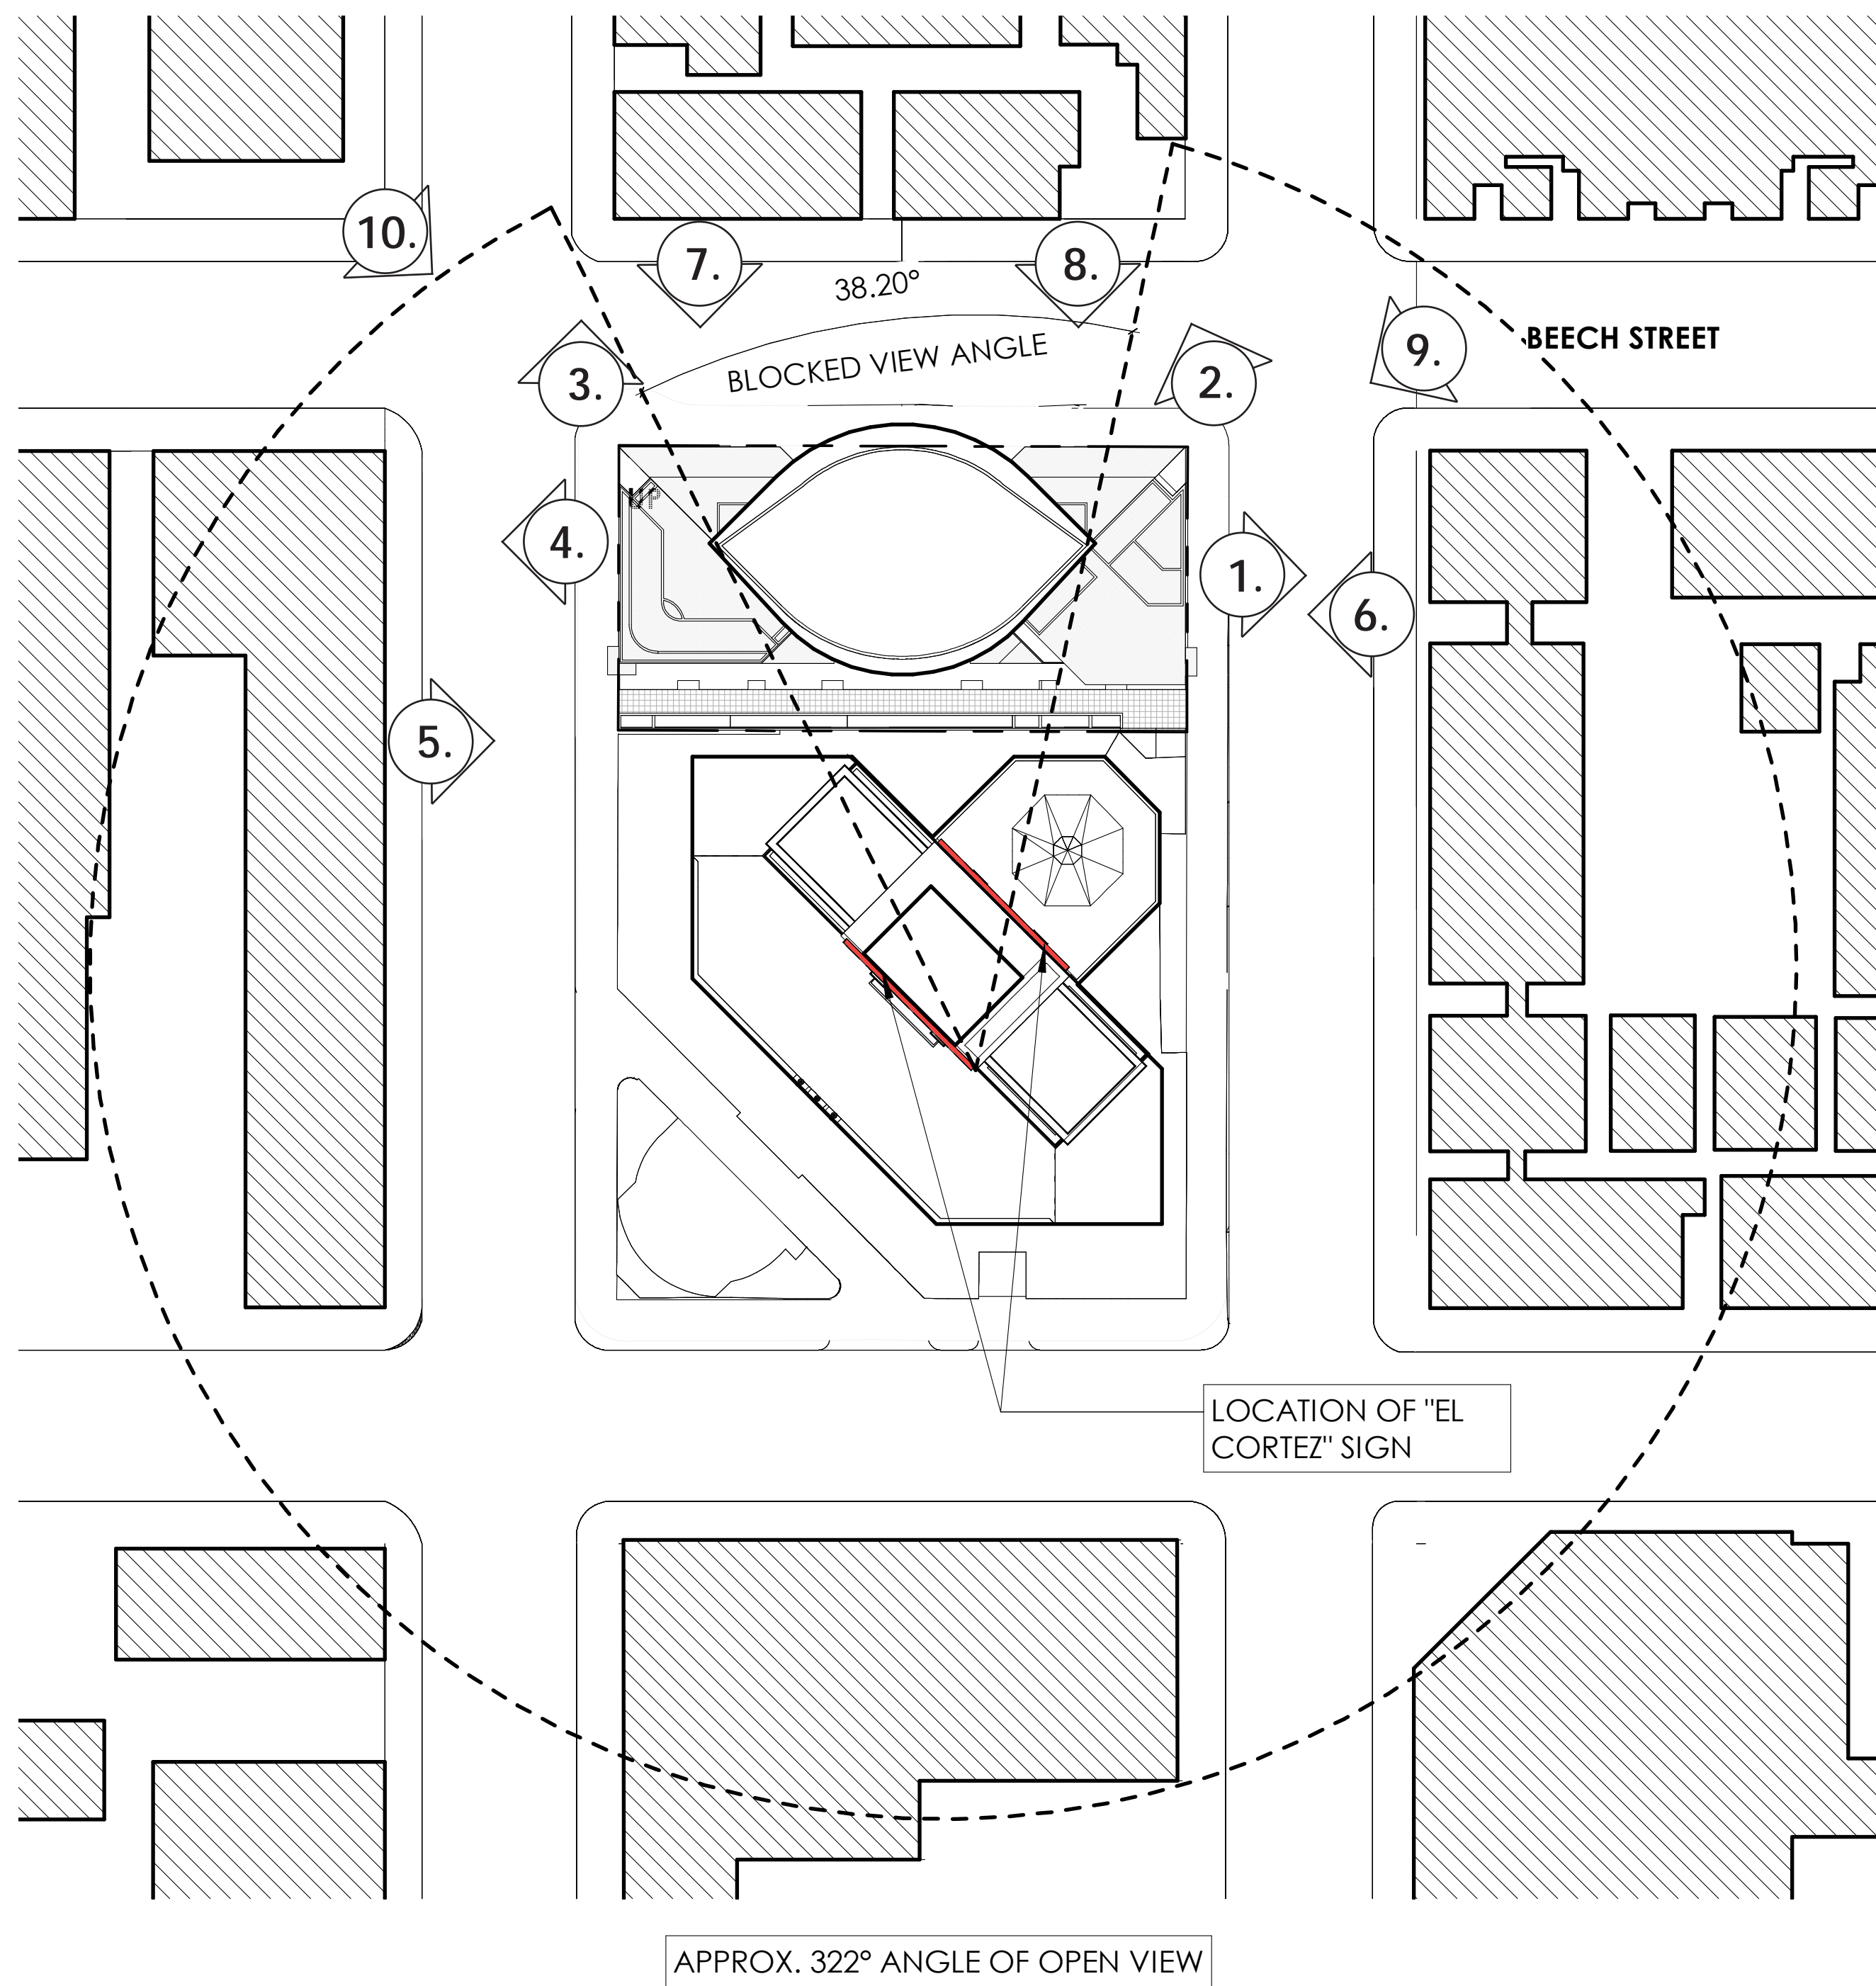 10.
7.
8.
38.20°
BLOCKED VIEW ANGLE
9.
BEECH STREET
3.
2.
4.
UP
1.
6.
5.
LOCATION OF "EL
CORTEZ" SIGN
APPROX. 322° ANGLE OF OPEN VIEW